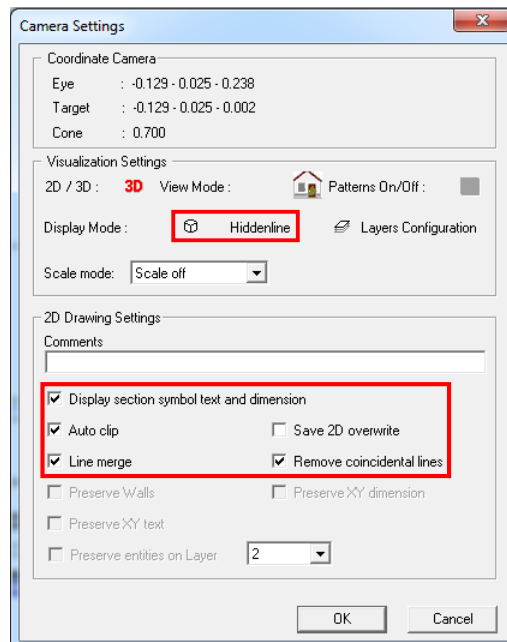 Camera Settings
Coordinate Camera
Eye : -0.129 - 0.025 - 0.238
Target : -0.129 - 0.025 - 0.002
Cone : 0.700
Visualization Settings
2D / 3D : 3D View Mode : Patterns On/Off :
Display Mode : Hiddenline Layers Configuration
Scale mode: Scale off
2D Drawing Settings
Comments
Display section symbol text and dimension
Auto clip Save 2D overwrite
Line merge Remove coincidental lines
Preserve Walls Preserve XY dimension
Preserve XY text
Preserve entities on Layer 2
OK Cancel